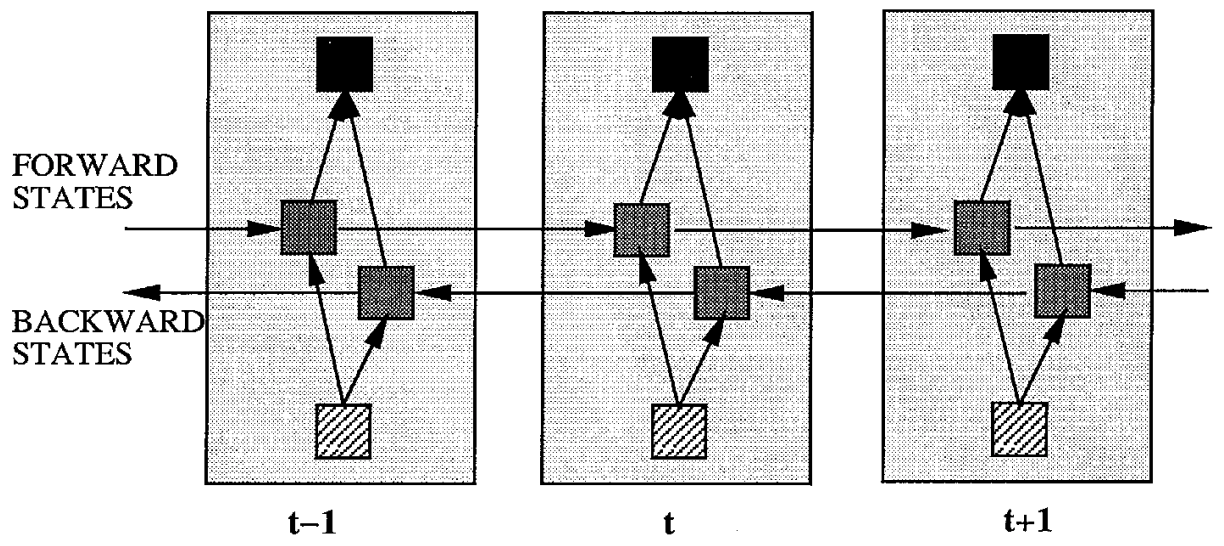 FORWARD
STATES
BACKWARD
STATES
t-1
t
t+1